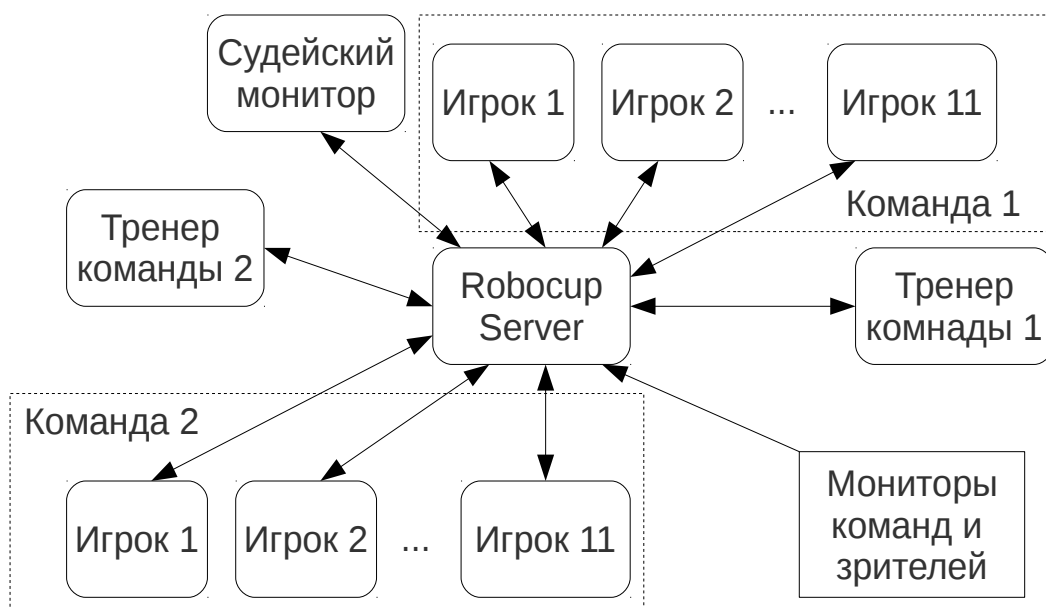 Судейский
монитор
Игрок 1
Игрок 2
...
Игрок 11
Команда 1
Тренер
команды 2
Robocup
Server
Тренер
комнады 1
Команда 2
Игрок 1
Игрок 2
...
Игрок 11
Мониторы
команд и
зрителей